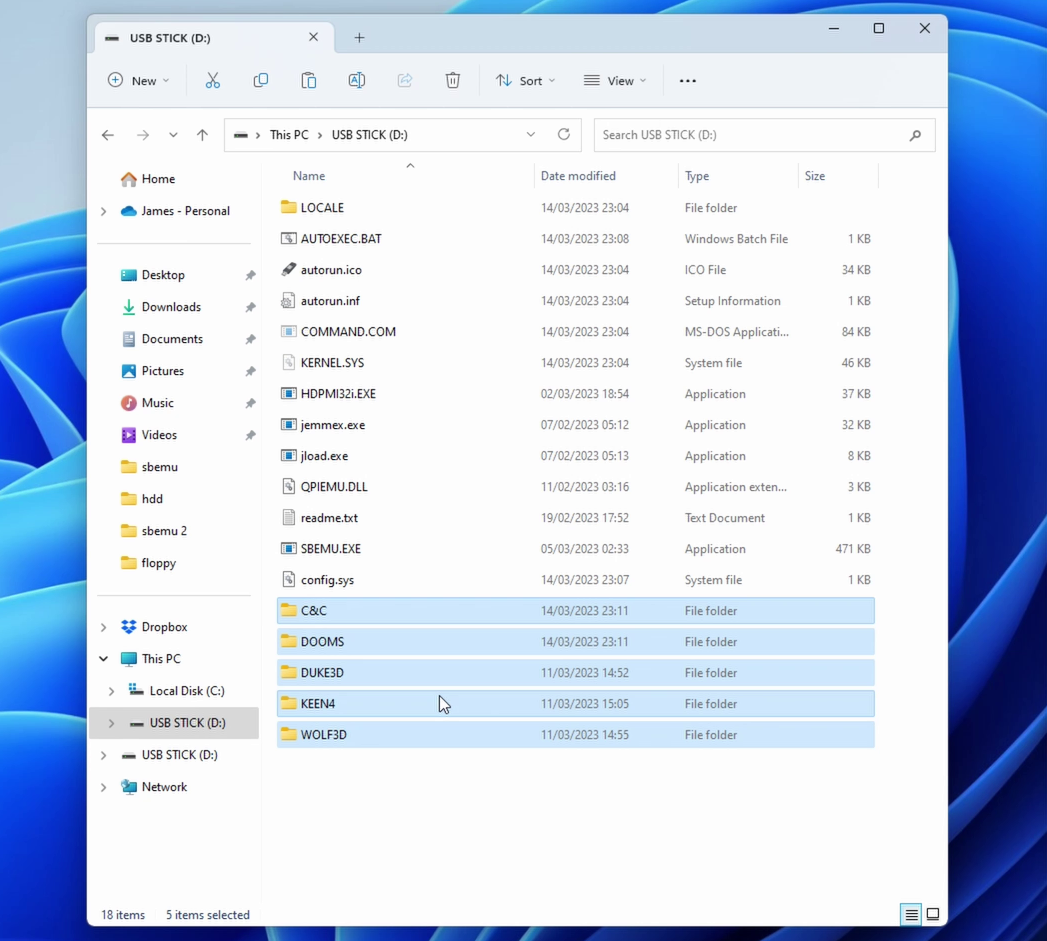 USB STICK (D:)
New
Sort
View
This PC > USB STICK (D:)
Search USB STICK (D:)
Name Date modified Type Size
Home
James - Personal
Desktop
Downloads
Documents
Pictures
Music
Videos
sbemu
hdd
sbemu 2
floppy
Dropbox
This PC
Local Disk (C:)
USB STICK (D:)
USB STICK (D:)
Network
LOCALE 14/03/2023 23:04 File folder
AUTOEXEC.BAT 14/03/2023 23:08 Windows Batch File 1 KB
autorun.ico 14/03/2023 23:04 ICO File 34 KB
autorun.inf 14/03/2023 23:04 Setup Information 1 KB
COMMAND.COM 14/03/2023 23:04 MS-DOS Applicati... 84 KB
KERNEL.SYS 14/03/2023 23:04 System file 46 KB
HDPMI32i.EXE 02/03/2023 18:54 Application 37 KB
jemmex.exe 07/02/2023 05:12 Application 32 KB
jload.exe 07/02/2023 05:13 Application 8 KB
QPIEMU.DLL 11/02/2023 03:16 Application exten... 3 KB
readme.txt 19/02/2023 17:52 Text Document 1 KB
SBEMU.EXE 05/03/2023 02:33 Application 471 KB
config.sys 14/03/2023 23:07 System file 1 KB
C&C 14/03/2023 23:11 File folder
DOOMS 14/03/2023 23:11 File folder
DUKE3D 11/03/2023 14:52 File folder
KEEN4 11/03/2023 15:05 File folder
WOLF3D 11/03/2023 14:55 File folder
18 items 5 items selected